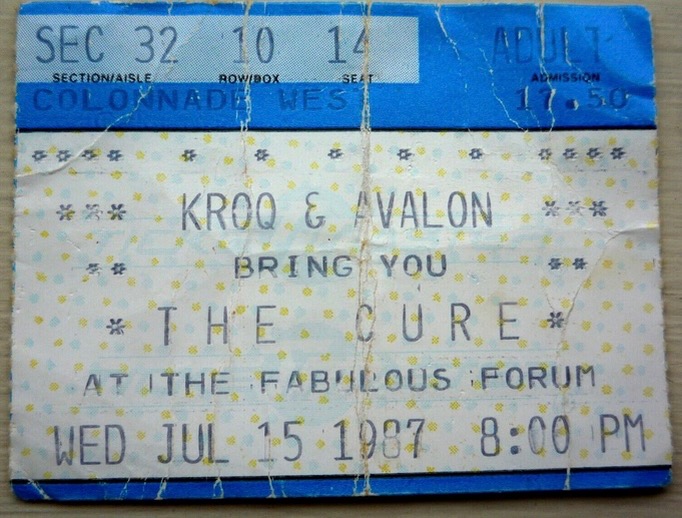 SEC 32 10 14 ADULT
SECTION/AISLE ROW/BOX SEAT ADMISSION
COLONNADE WEST 17.50
**** * * * * * ****
*** KROQ & AVALON ***
** BRING YOU **
* THE CURE *
AT THE FABULOUS FORUM
WED JUL 15 1987 8:00 PM